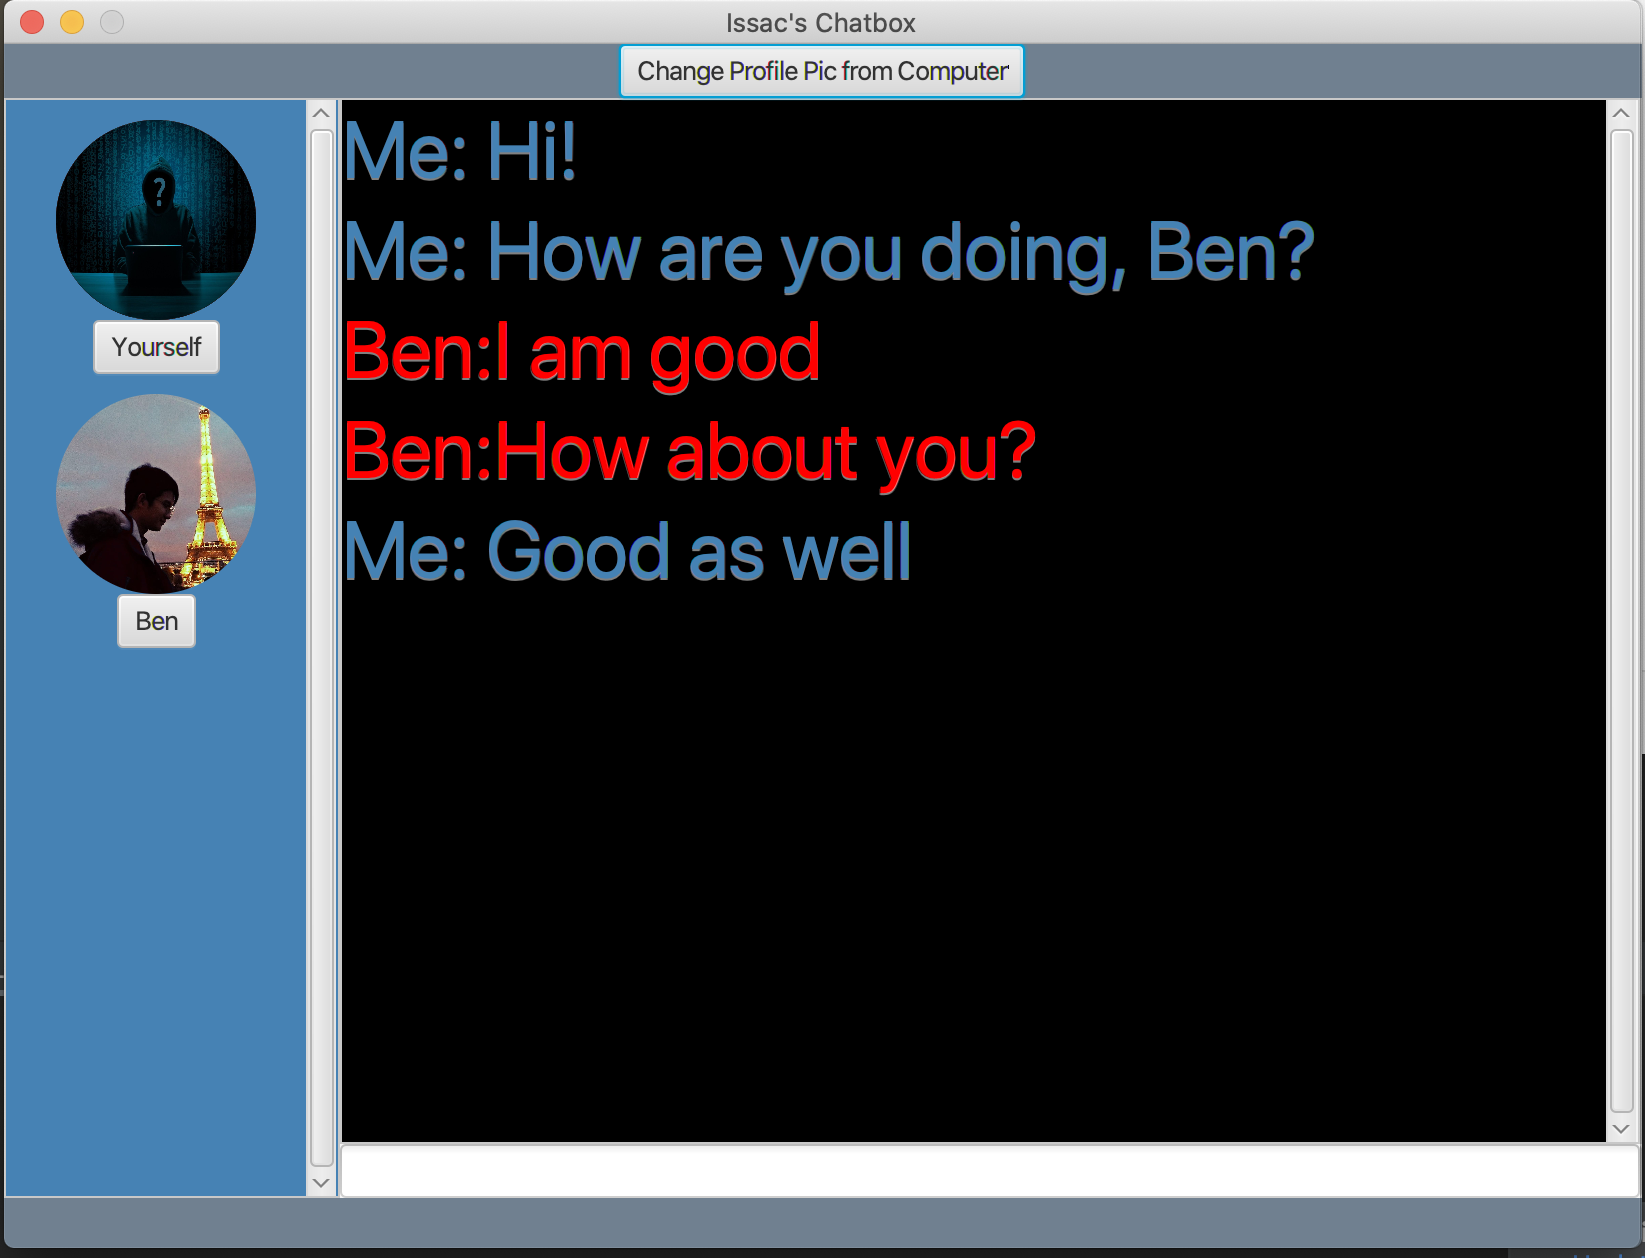 Issac's Chatbox
Change Profile Pic from Computer
Yourself
Ben
Me: Hi!
Me: How are you doing, Ben?
Ben:I am good
Ben:How about you?
Me: Good as well